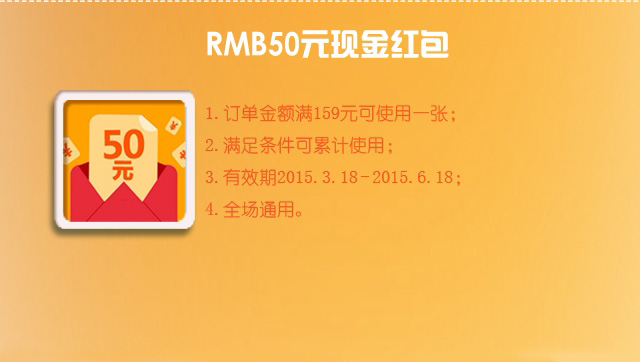 RMB50元现金红包
50
元
1.订单金额满159元可使用一张；
2.满足条件可累计使用；
3.有效期2015.3.18-2015.6.18；
4.全场通用。